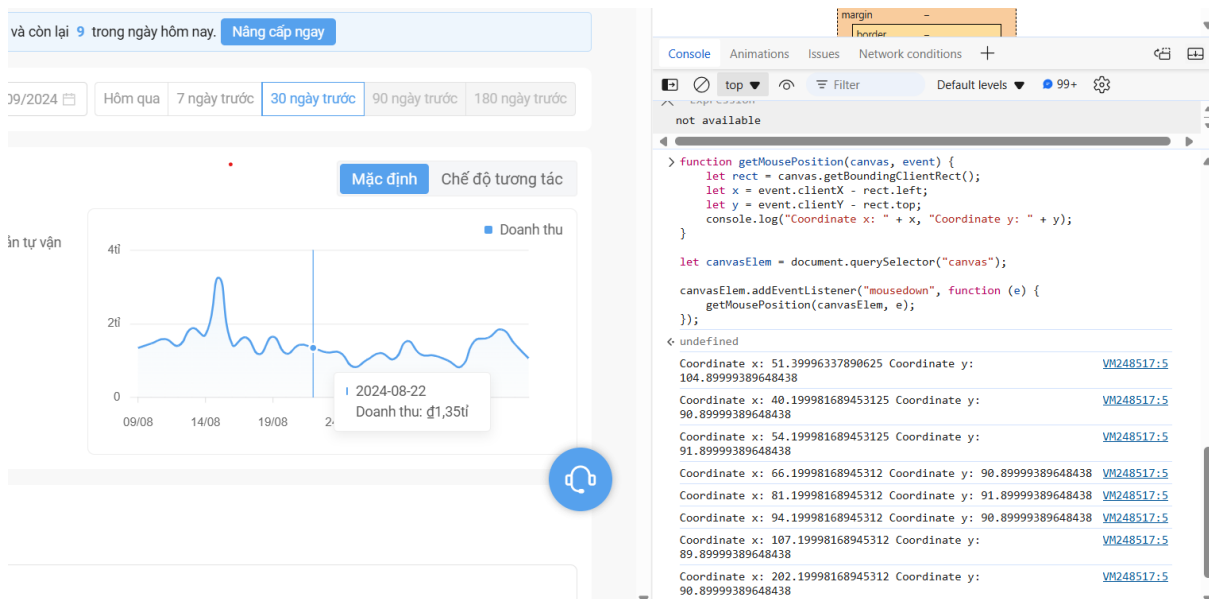 và còn lại 9 trong ngày hôm nay. Nâng cấp ngay
09/2024 Hôm qua 7 ngày trước 30 ngày trước 90 ngày trước 180 ngày trước
Mặc định Chế độ tương tác
Doanh thu
tự vận
4tỉ
2tỉ
0
09/08 14/08 19/08
2024-08-22
Doanh thu: ₫1,35tỉ
margin –
border –
Console Animations Issues Network conditions
top Filter Default levels 99+
Expression
not available
function getMousePosition(canvas, event) {
let rect = canvas.getBoundingClientRect();
let x = event.clientX - rect.left;
let y = event.clientY - rect.top;
console.log("Coordinate x: " + x, "Coordinate y: " + y);
}
let canvasElem = document.querySelector("canvas");
canvasElem.addEventListener("mousedown", function (e) {
getMousePosition(canvasElem, e);
});
undefined
Coordinate x: 51.39996337890625 Coordinate y: VM248517:5
104.89999389648438
Coordinate x: 40.199981689453125 Coordinate y: VM248517:5
90.89999389648438
Coordinate x: 54.199981689453125 Coordinate y: VM248517:5
91.89999389648438
Coordinate x: 66.19998168945312 Coordinate y: 90.89999389648438 VM248517:5
Coordinate x: 81.19998168945312 Coordinate y: 91.89999389648438 VM248517:5
Coordinate x: 94.19998168945312 Coordinate y: 90.89999389648438 VM248517:5
Coordinate x: 107.19998168945312 Coordinate y: VM248517:5
89.89999389648438
Coordinate x: 202.19998168945312 Coordinate y: VM248517:5
90.89999389648438